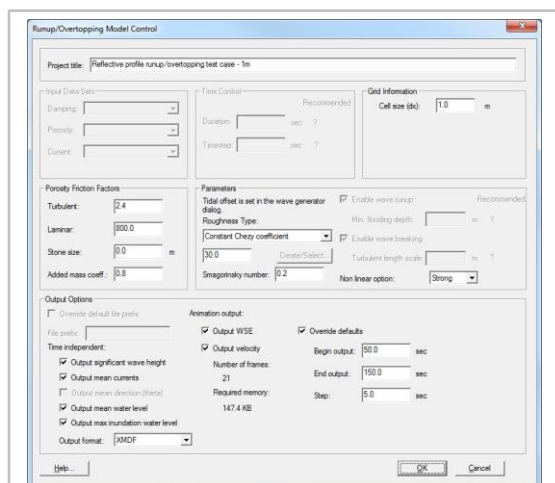 Runup/Overtopping Model Control
Project title: Reflective profile runup/overtopping test case - 1m
Input Data Sets
Damping:
Porosity:
Current:
Time Control
Recommended
Duration: sec ?
Timestep: sec ?
Grid Information
Cell size (dx): 1.0 m
Porosity Friction Factors
Turbulent: 2.4
Laminar: 800.0
Stone size: 0.0 m
Added mass coeff.: 0.8
Parameters
Tidal offset is set in the wave generator
dialog.
Roughness Type:
Constant Chezy coefficient
30.0 Create/Select...
Smagorinsky number: 0.2
Enable wave runup Recommended
Min. flooding depth: m ?
Enable wave breaking
Turbulent length scale: m ?
Non linear option: Strong
Output Options
Override default file prefix
File prefix:
Time independent:
Output significant wave height
Output mean currents
Output mean direction (theta)
Output mean water level
Output max inundation water level
Output format: XMDF
Animation output:
Output WSE
Output velocity
Number of frames:
21
Required memory:
147.4 KB
Override defaults
Begin output: 50.0 sec
End output: 150.0 sec
Step: 5.0 sec
Help...
OK
Cancel